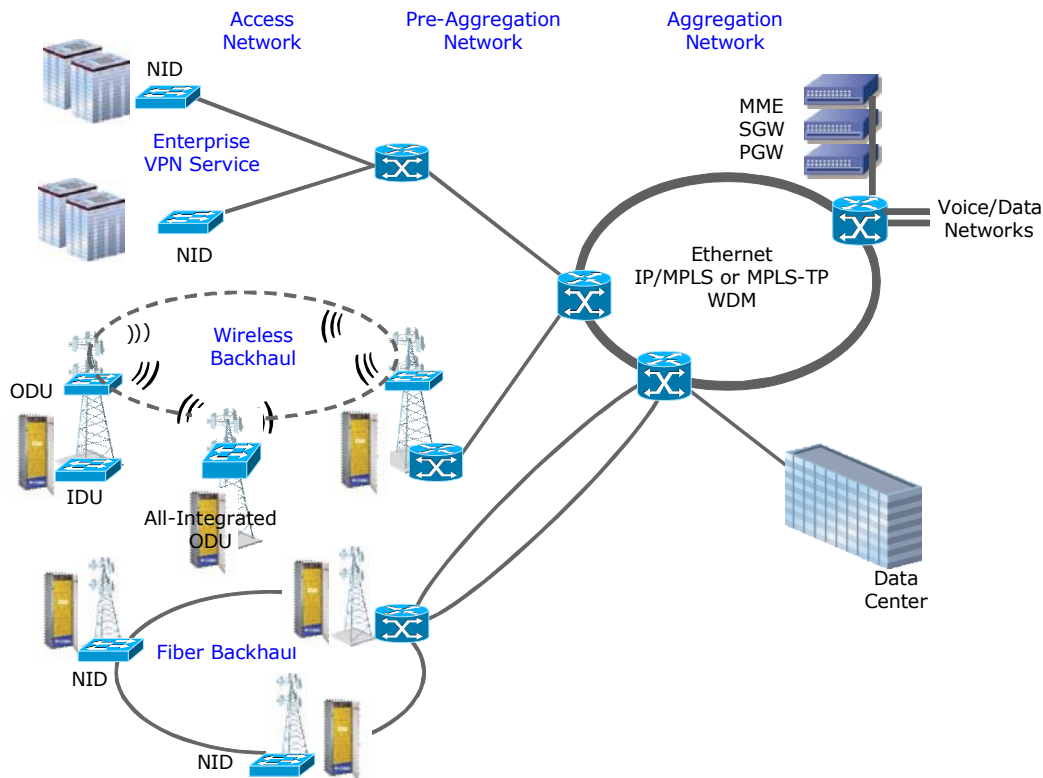 Access
Network
Pre-Aggregation
Network
Aggregation
Network
NID
MME
SGW
PGW
Enterprise
VPN Service
NID
Voice/Data
Networks
Ethernet
IP/MPLS or MPLS-TP
WDM
Wireless
Backhaul
ODU
IDU
All-Integrated
ODU
Data
Center
Fiber Backhaul
NID
NID